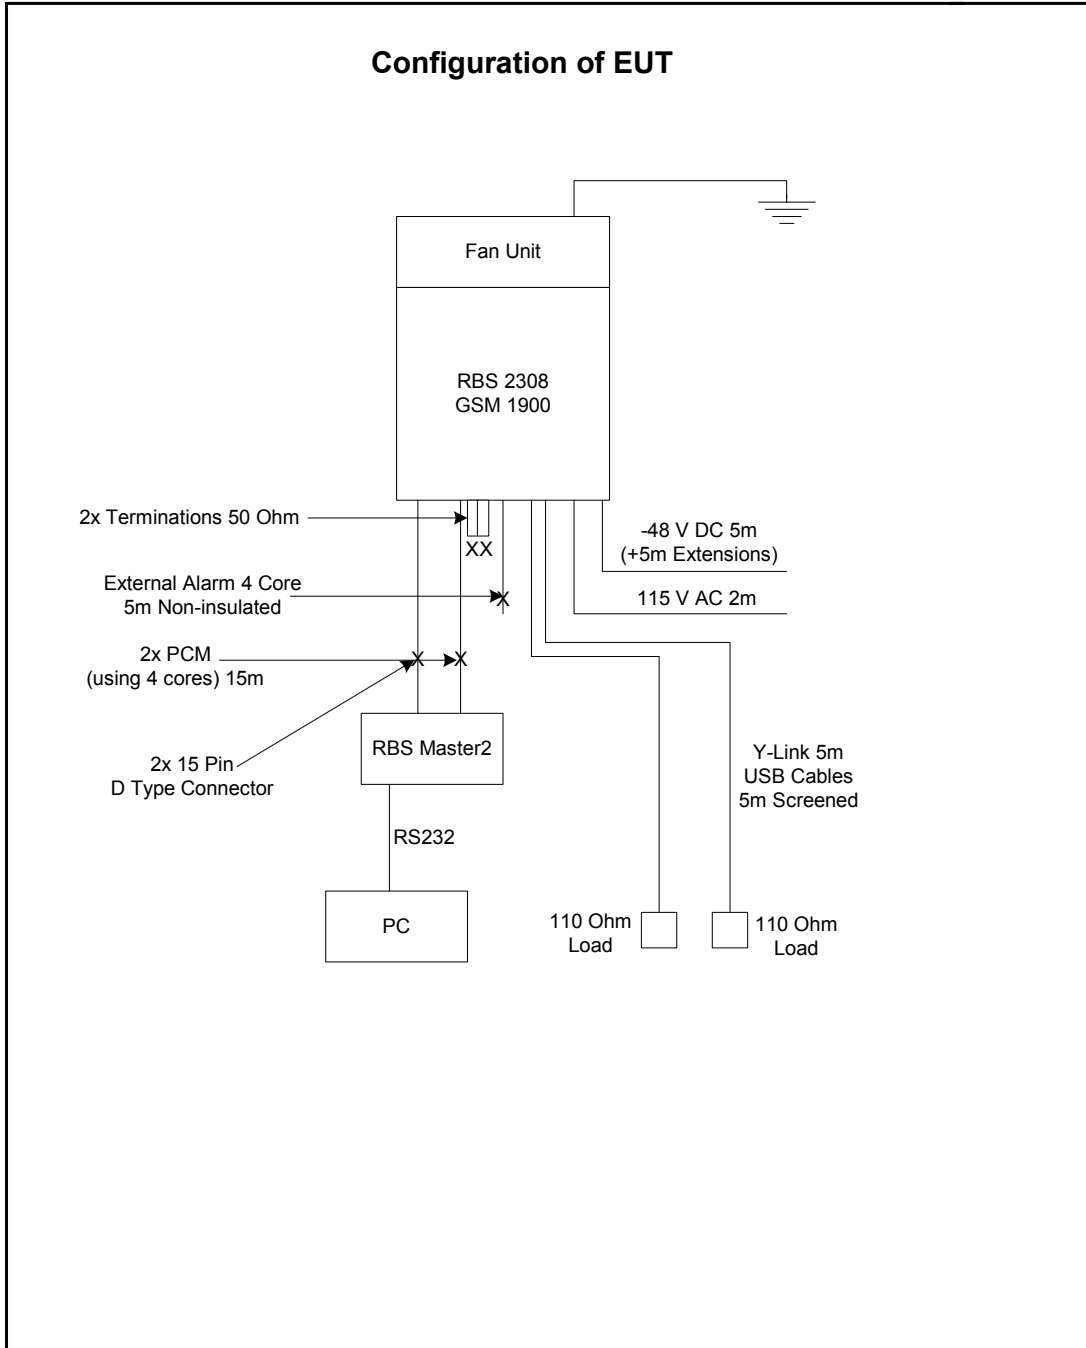 Configuration of EUT
Fan Unit
RBS 2308
GSM 1900
2x Terminations 50 Ohm
XX
-48 V DC 5m
(+5m Extensions)
External Alarm 4 Core
5m Non-insulated
X
115 V AC 2m
2x PCM
(using 4 cores) 15m
X
X
RBS Master2
2x 15 Pin
D Type Connector
Y-Link 5m
USB Cables
5m Screened
RS232
PC
110 Ohm
Load
110 Ohm
Load